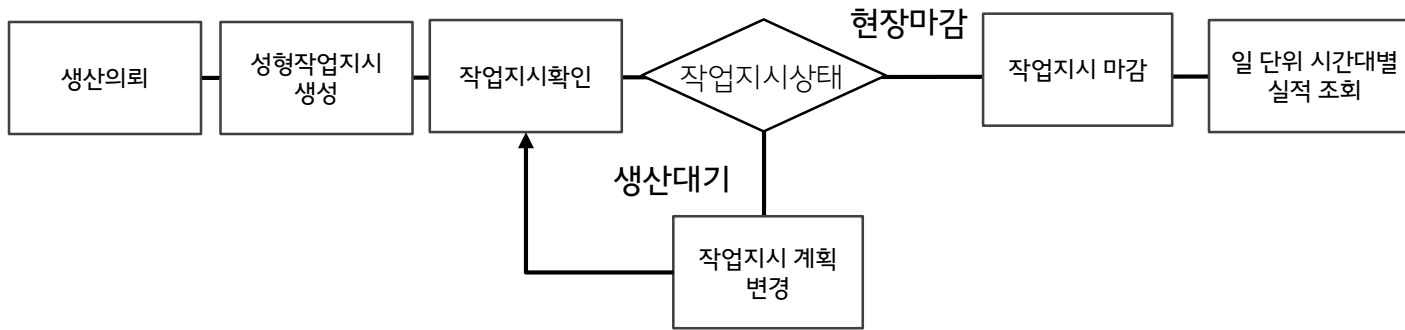 생산의뢰
성형작업지시
생성
작업지시확인
작업지시상태
현장마감
작업지시 마감
일 단위 시간대별
실적 조회
생산대기
작업지시 계획
변경